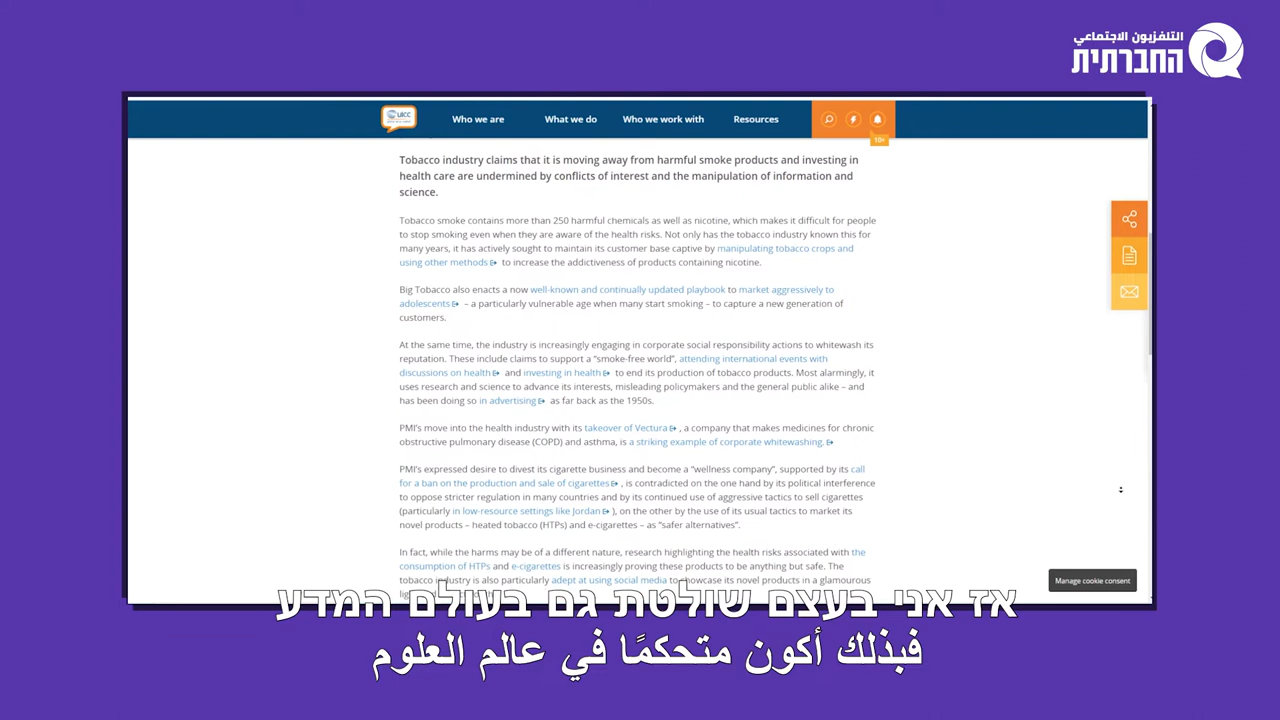 التلفزيون الاجتماعي
החברתית
uicc
Who we are
What we do
Who we work with
Resources
10+
Tobacco industry claims that it is moving away from harmful smoke products and investing in
health care are undermined by conflicts of interest and the manipulation of information and
science.
Tobacco smoke contains more than 250 harmful chemicals as well as nicotine, which makes it difficult for people
to stop smoking even when they are aware of the health risks. Not only has the tobacco industry known this for
many years, it has actively sought to maintain its customer base captive by manipulating tobacco crops and
using other methods to increase the addictiveness of products containing nicotine.
Big Tobacco also enacts a now well-known and continually updated playbook to market aggressively to
adolescents – a particularly vulnerable age when many start smoking – to capture a new generation of
customers.
At the same time, the industry is increasingly engaging in corporate social responsibility actions to whitewash its
reputation. These include claims to support a “smoke-free world”, attending international events with
discussions on health and investing in health to end its production of tobacco products. Most alarmingly, it
uses research and science to advance its interests, misleading policymakers and the general public alike – and
has been doing so in advertising as far back as the 1950s.
PMI’s move into the health industry with its takeover of Vectura , a company that makes medicines for chronic
obstructive pulmonary disease (COPD) and asthma, is a striking example of corporate whitewashing.
PMI’s expressed desire to divest its cigarette business and become a “wellness company”, supported by its call
for a ban on the production and sale of cigarettes , is contradicted on the one hand by its political interference
to oppose stricter regulation in many countries and by its continued use of aggressive tactics to sell cigarettes
(particularly in low-resource settings like Jordan ), on the other by the use of its usual tactics to market its
novel products – heated tobacco (HTPs) and e-cigarettes – as “safer alternatives”.
In fact, while the harms may be of a different nature, research highlighting the health risks associated with the
consumption of HTPs and e-cigarettes is increasingly proving these products to be anything but safe. The
tobacco industry is also particularly adept at using social media to showcase its novel products in a glamourous
Manage cookie consent
אז אני בעצם שולטת גם בעולם המדע
فبذلك أكون متحكمًا في عالم العلوم